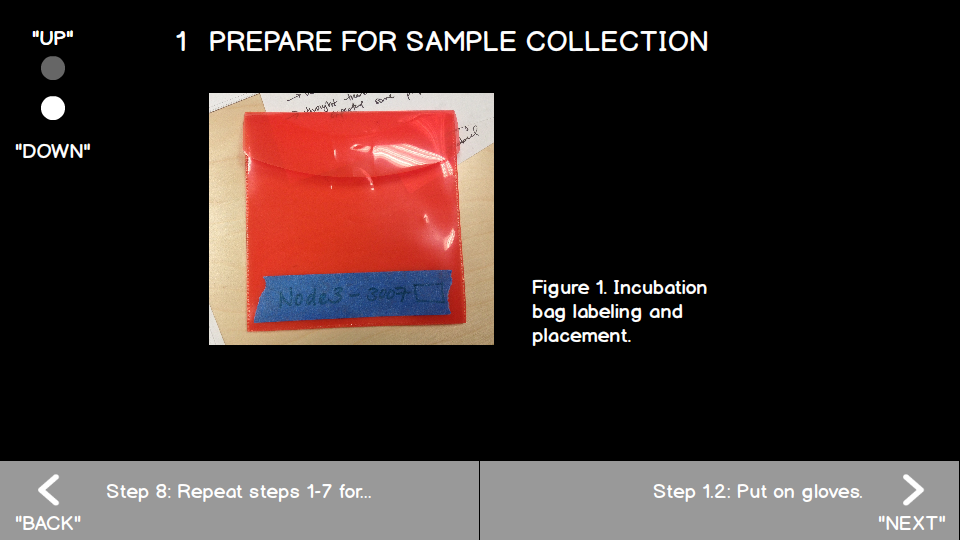 "UP"
1 PREPARE FOR SAMPLE COLLECTION
"DOWN"
Node3 - 3007-[ ]
Figure 1. Incubation
bag labeling and
placement.
Step 8: Repeat steps 1-7 for...
"BACK"
Step 1.2: Put on gloves.
"NEXT"